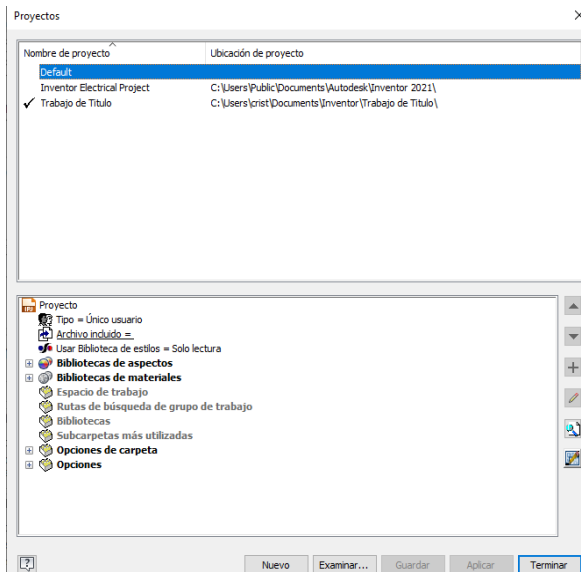 Proyectos
Nombre de proyecto Ubicación de proyecto
Default
Inventor Electrical Project C:\Users\Public\Documents\Autodesk\Inventor 2021\
Trabajo de Titulo C:\Users\crist\Documents\Inventor\Trabajo de Titulo\
Proyecto
Tipo = Único usuario
Archivo incluido =
Usar Biblioteca de estilos = Solo lectura
Bibliotecas de aspectos
Bibliotecas de materiales
Espacio de trabajo
Rutas de búsqueda de grupo de trabajo
Bibliotecas
Subcarpetas más utilizadas
Opciones de carpeta
Opciones
Nuevo Examinar... Guardar Aplicar Terminar